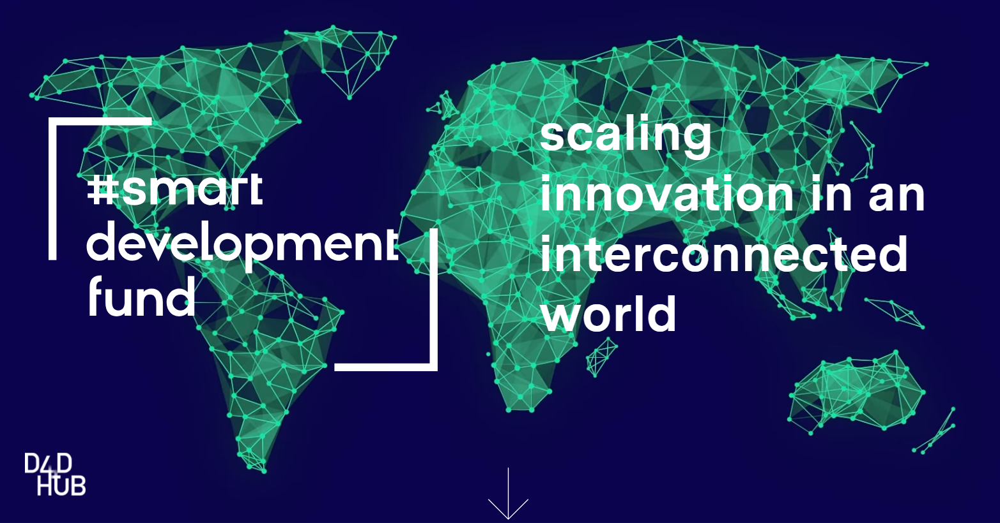 #smart
development
fund
scaling
innovation in an
interconnected
world
D4D
HUB